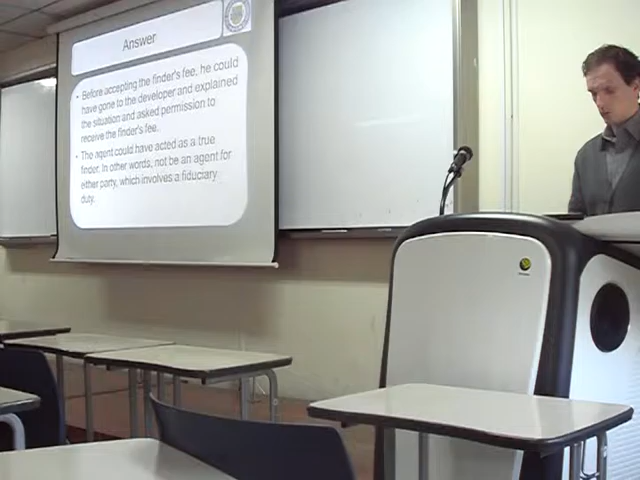 Answer
• Before accepting the finder's fee, he could
have gone to the developer and explained
the situation and asked permission to
receive the finder's fee.
• The agent could have acted as a true
finder. In other words, not be an agent for
either party, which involves a fiduciary
duty.